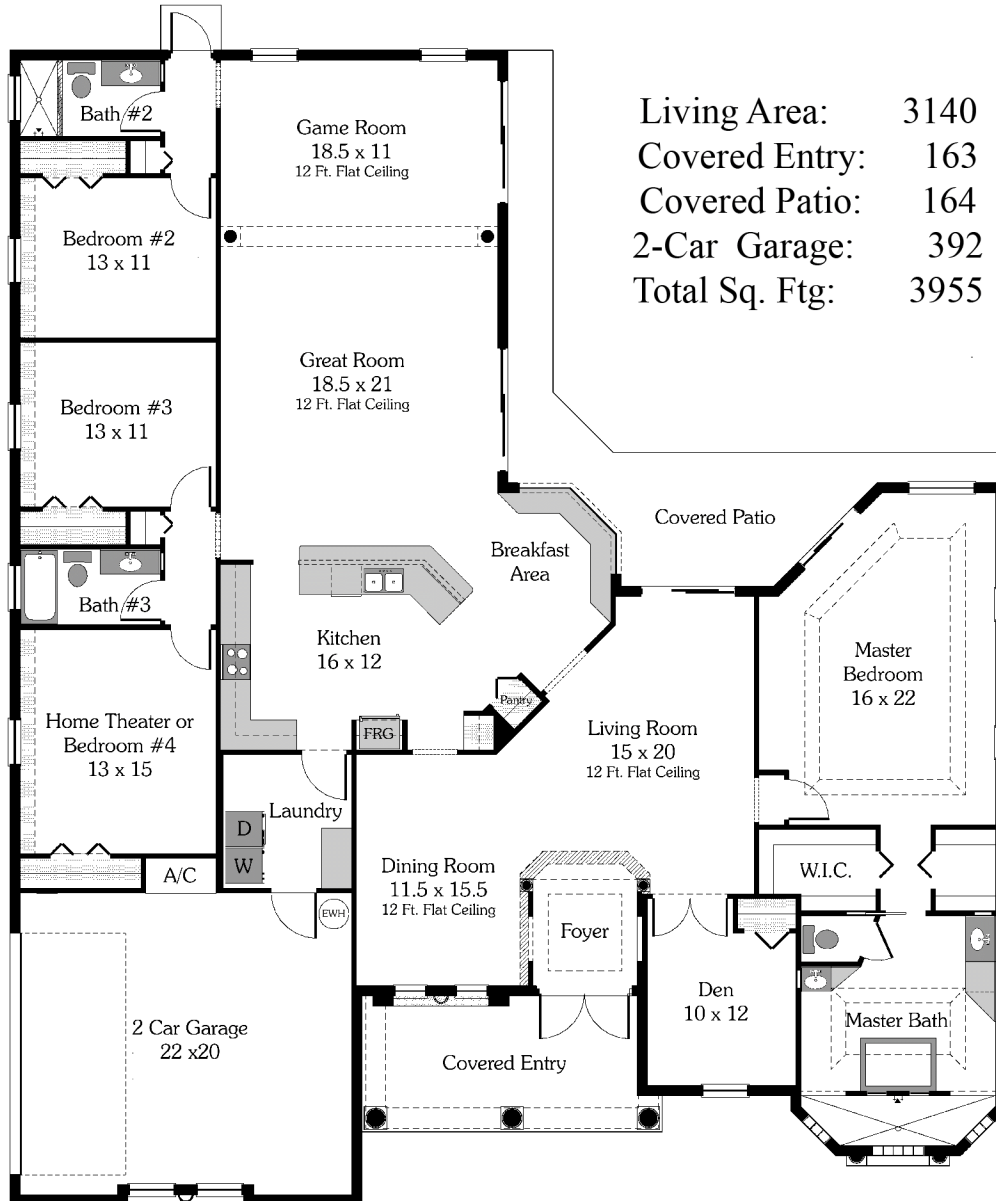 Living Area: 3140
Covered Entry: 163
Covered Patio: 164
2-Car Garage: 392
Total Sq. Ftg: 3955
Bath #2
Game Room
18.5 x 11
12 Ft. Flat Ceiling
Bedroom #2
13 x 11
Great Room
18.5 x 21
12 Ft. Flat Ceiling
Bedroom #3
13 x 11
Covered Patio
Breakfast
Area
Bath #3
Kitchen
16 x 12
Master
Bedroom
16 x 22
Pantry
Home Theater or
Bedroom #4
13 x 15
FRG
Living Room
15 x 20
12 Ft. Flat Ceiling
Laundry
D
W
A/C
Dining Room
11.5 x 15.5
12 Ft. Flat Ceiling
W.I.C.
EWH
Foyer
Den
10 x 12
Master Bath
2 Car Garage
22 x20
Covered Entry